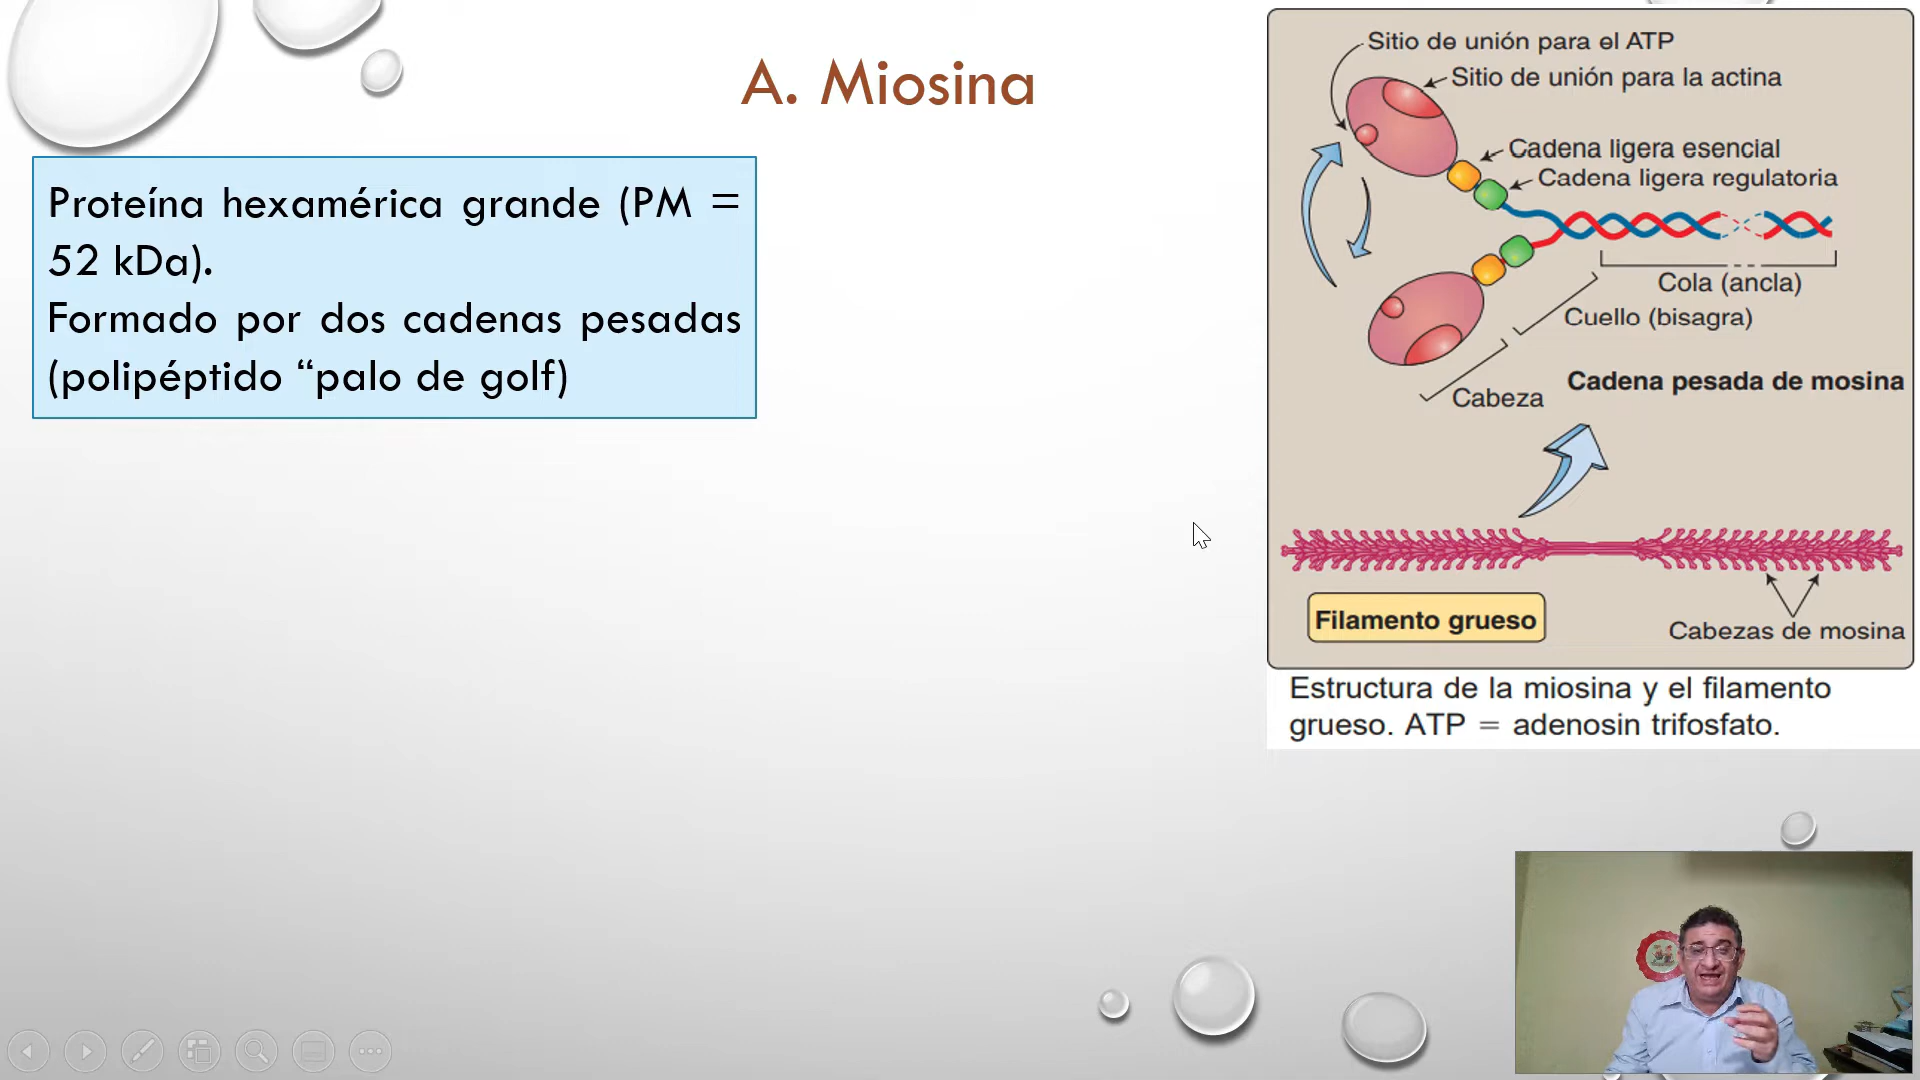 A. Miosina
Proteína hexamérica grande (PM =
52 kDa).
Formado por dos cadenas pesadas
(polipéptido “palo de golf)
Sitio de unión para el ATP
Sitio de unión para la actina
Cadena ligera esencial
Cadena ligera regulatoria
Cola (ancla)
Cuello (bisagra)
Cabeza
Cadena pesada de mosina
Filamento grueso
Cabezas de mosina
Estructura de la miosina y el filamento
grueso. ATP = adenosin trifosfato.